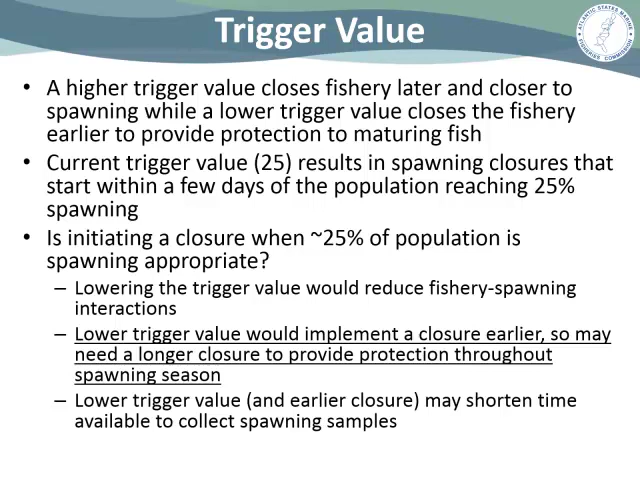 Trigger Value
ATLANTIC STATES MARINE
FISHERIES COMMISSION
• A higher trigger value closes fishery later and closer to
spawning while a lower trigger value closes the fishery
earlier to provide protection to maturing fish
• Current trigger value (25) results in spawning closures that
start within a few days of the population reaching 25%
spawning
• Is initiating a closure when ~25% of population is
spawning appropriate?
– Lowering the trigger value would reduce fishery-spawning
interactions
– Lower trigger value would implement a closure earlier, so may
need a longer closure to provide protection throughout
spawning season
– Lower trigger value (and earlier closure) may shorten time
available to collect spawning samples